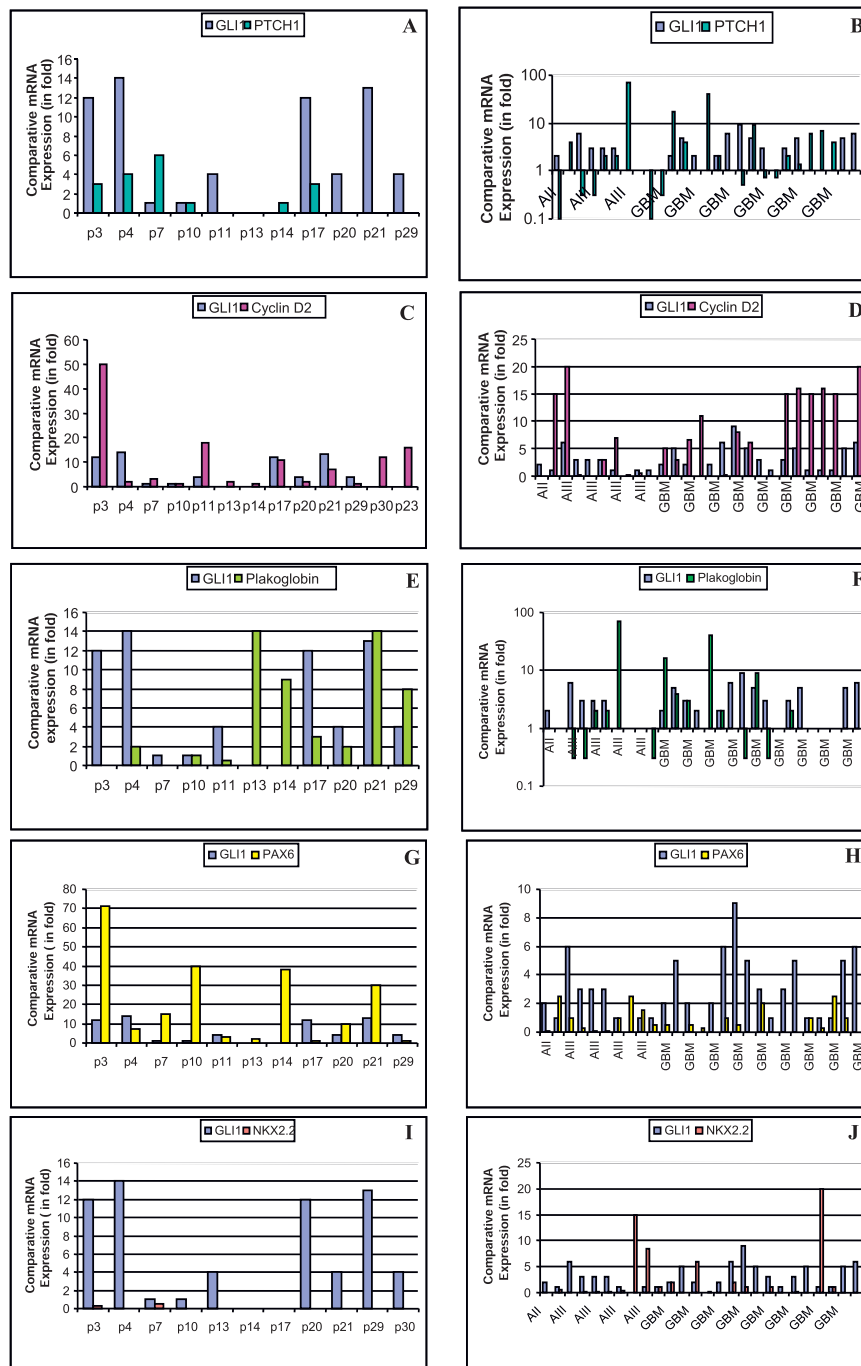 GLI1 PTCH1
A
Comparative mRNA
Expression (in fold)
16
14
12
10
8
6
4
2
0
p3 p4 p7 p10 p11 p13 p14 p17 p20 p21 p29
GLI1 PTCH1
B
Comparative mRNA
Expression (in fold)
100
10
1
0.1
AII AIII AIII GBM GBM GBM GBM GBM
GLI1 Cyclin D2
C
Comparative mRNA
Expression (in fold)
60
50
40
30
20
10
0
p3 p4 p7 p10 p11 p13 p14 p17 p20 p21 p29 p30 p23
GLI1 Cyclin D2
D
Comparative mRNA
Expression (in fold)
25
20
15
10
5
0
AII AIII AIII AIII AIII GBM GBM GBM GBM GBM GBM GBM GBM GBM
GLI1 Plakoglobin
E
Comparative mRNA
expression (in fold)
16
14
12
10
8
6
4
2
0
p3 p4 p7 p10 p11 p13 p14 p17 p20 p21 p29
GLI1 Plakoglobin
F
Comparative mRNA
Expression (in fold)
100
10
1
0.1
AII AIII AIII AIII AIII GBM GBM GBM GBM GBM GBM GBM GBM GBM
GLI1 PAX6
G
Comparative mRNA
Expression ( in fold)
80
70
60
50
40
30
20
10
0
p3 p4 p7 p10 p11 p13 p14 p17 p20 p21 p29
GLI1 PAX6
H
Comparative mRNA
Expression (in fold)
10
8
6
4
2
0
AII AIII AIII AIII AIII GBM GBM GBM GBM GBM GBM GBM GBM GBM
GLI1 NKX2.2
I
Comparative mRNA
Expression ( in fold)
16
14
12
10
8
6
4
2
0
p3 p4 p7 p10 p13 p14 p17 p20 p21 p29 p30
GLI1 NKX2.2
J
Comparative mRNA
Expression (in fold)
25
20
15
10
5
0
AII AIII AIII AIII AIII GBM GBM GBM GBM GBM GBM GBM GBM